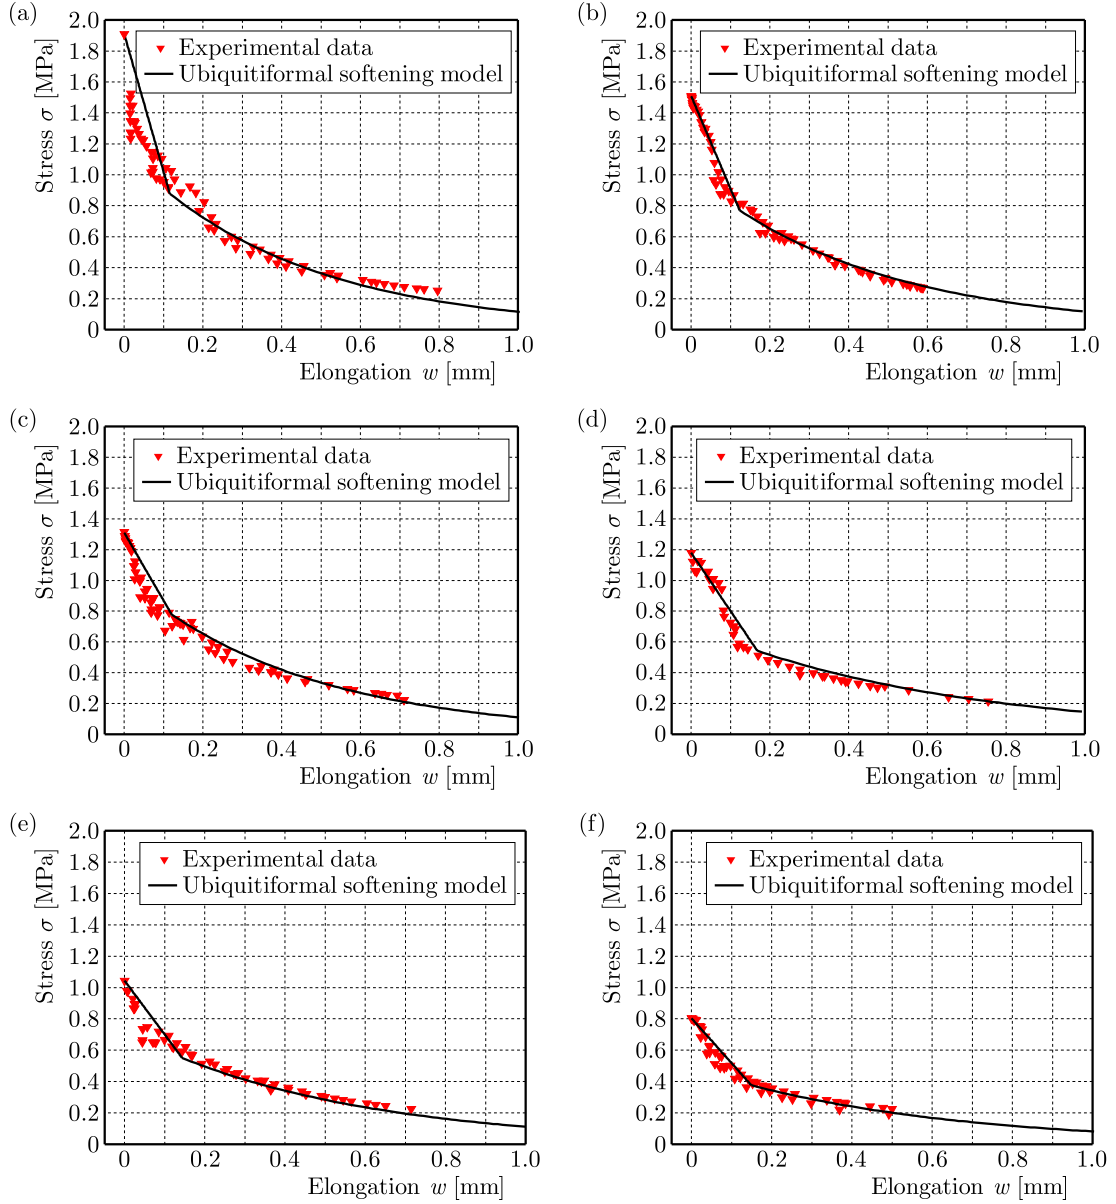 (a)
2.0
1.8
1.6
1.4
1.2
1.0
0.8
0.6
0.4
0.2
0
Stress σ [MPa]
Experimental data
Ubiquitiformal softening model
0 0.2 0.4 0.6 0.8 1.0
Elongation w [mm]
(b)
2.0
1.8
1.6
1.4
1.2
1.0
0.8
0.6
0.4
0.2
0
Stress σ [MPa]
Experimental data
Ubiquitiformal softening model
0 0.2 0.4 0.6 0.8 1.0
Elongation w [mm]
(c)
2.0
1.8
1.6
1.4
1.2
1.0
0.8
0.6
0.4
0.2
0
Stress σ [MPa]
Experimental data
Ubiquitiformal softening model
0 0.2 0.4 0.6 0.8 1.0
Elongation w [mm]
(d)
2.0
1.8
1.6
1.4
1.2
1.0
0.8
0.6
0.4
0.2
0
Stress σ [MPa]
Experimental data
Ubiquitiformal softening model
0 0.2 0.4 0.6 0.8 1.0
Elongation w [mm]
(e)
2.0
1.8
1.6
1.4
1.2
1.0
0.8
0.6
0.4
0.2
0
Stress σ [MPa]
Experimental data
Ubiquitiformal softening model
0 0.2 0.4 0.6 0.8 1.0
Elongation w [mm]
(f)
2.0
1.8
1.6
1.4
1.2
1.0
0.8
0.6
0.4
0.2
0
Stress σ [MPa]
Experimental data
Ubiquitiformal softening model
0 0.2 0.4 0.6 0.8 1.0
Elongation w [mm]